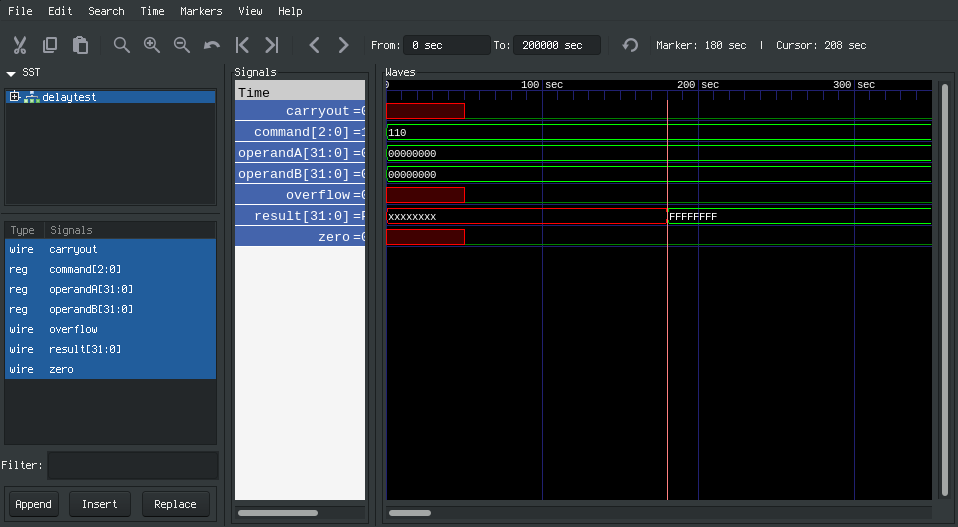 File Edit Search Time Markers View Help
From: 0 sec To: 200000 sec Marker: 180 sec | Cursor: 208 sec
SST
delaytest
Type Signals
wire carryout
reg command[2:0]
reg operandA[31:0]
reg operandB[31:0]
wire overflow
wire result[31:0]
wire zero
Filter:
Append Insert Replace
Signals
Time
carryout =0
command[2:0] =1
operandA[31:0] =0
operandB[31:0] =0
overflow =0
result[31:0] =F
zero =0
Waves
0 100 sec 200 sec 300 sec
110
00000000
00000000
xxxxxxxx FFFFFFFF